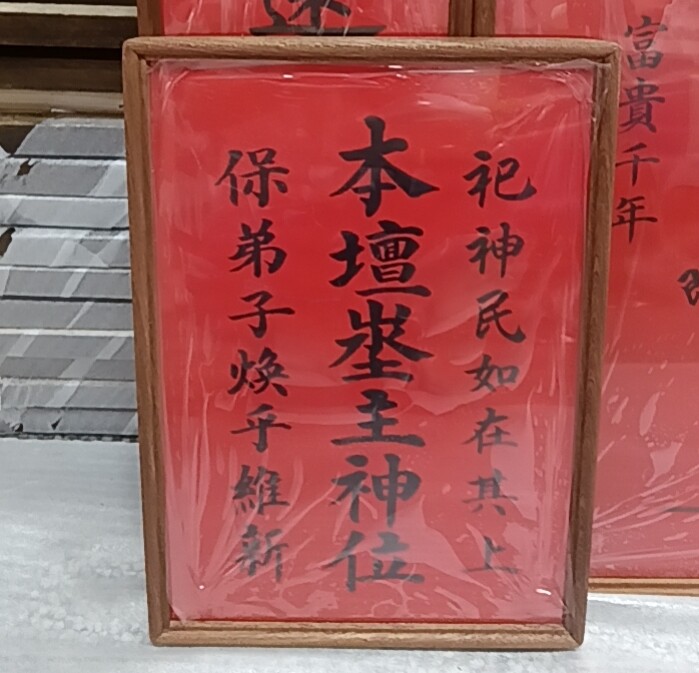 祀神民如在其上
本壇坐主神位
保弟子煥乎維新
富貴千年